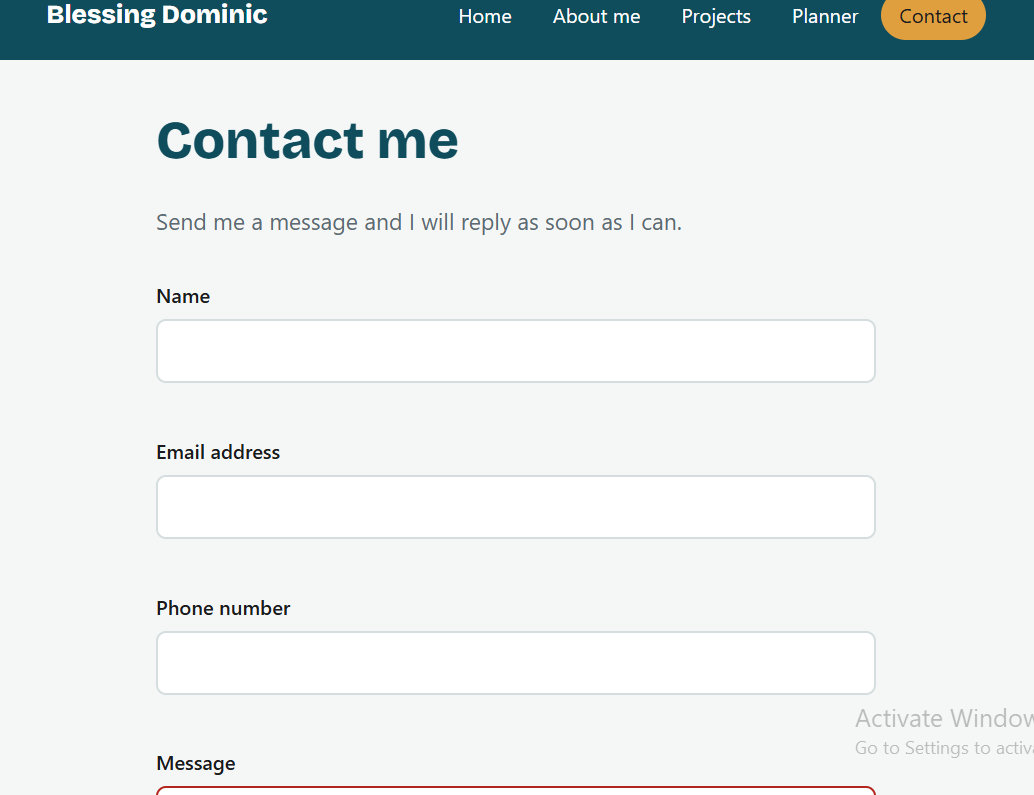 Blessing Dominic Home About me Projects Planner Contact
Contact me
Send me a message and I will reply as soon as I can.
Name
Email address
Phone number
Message
Activate Window
Go to Settings to activa